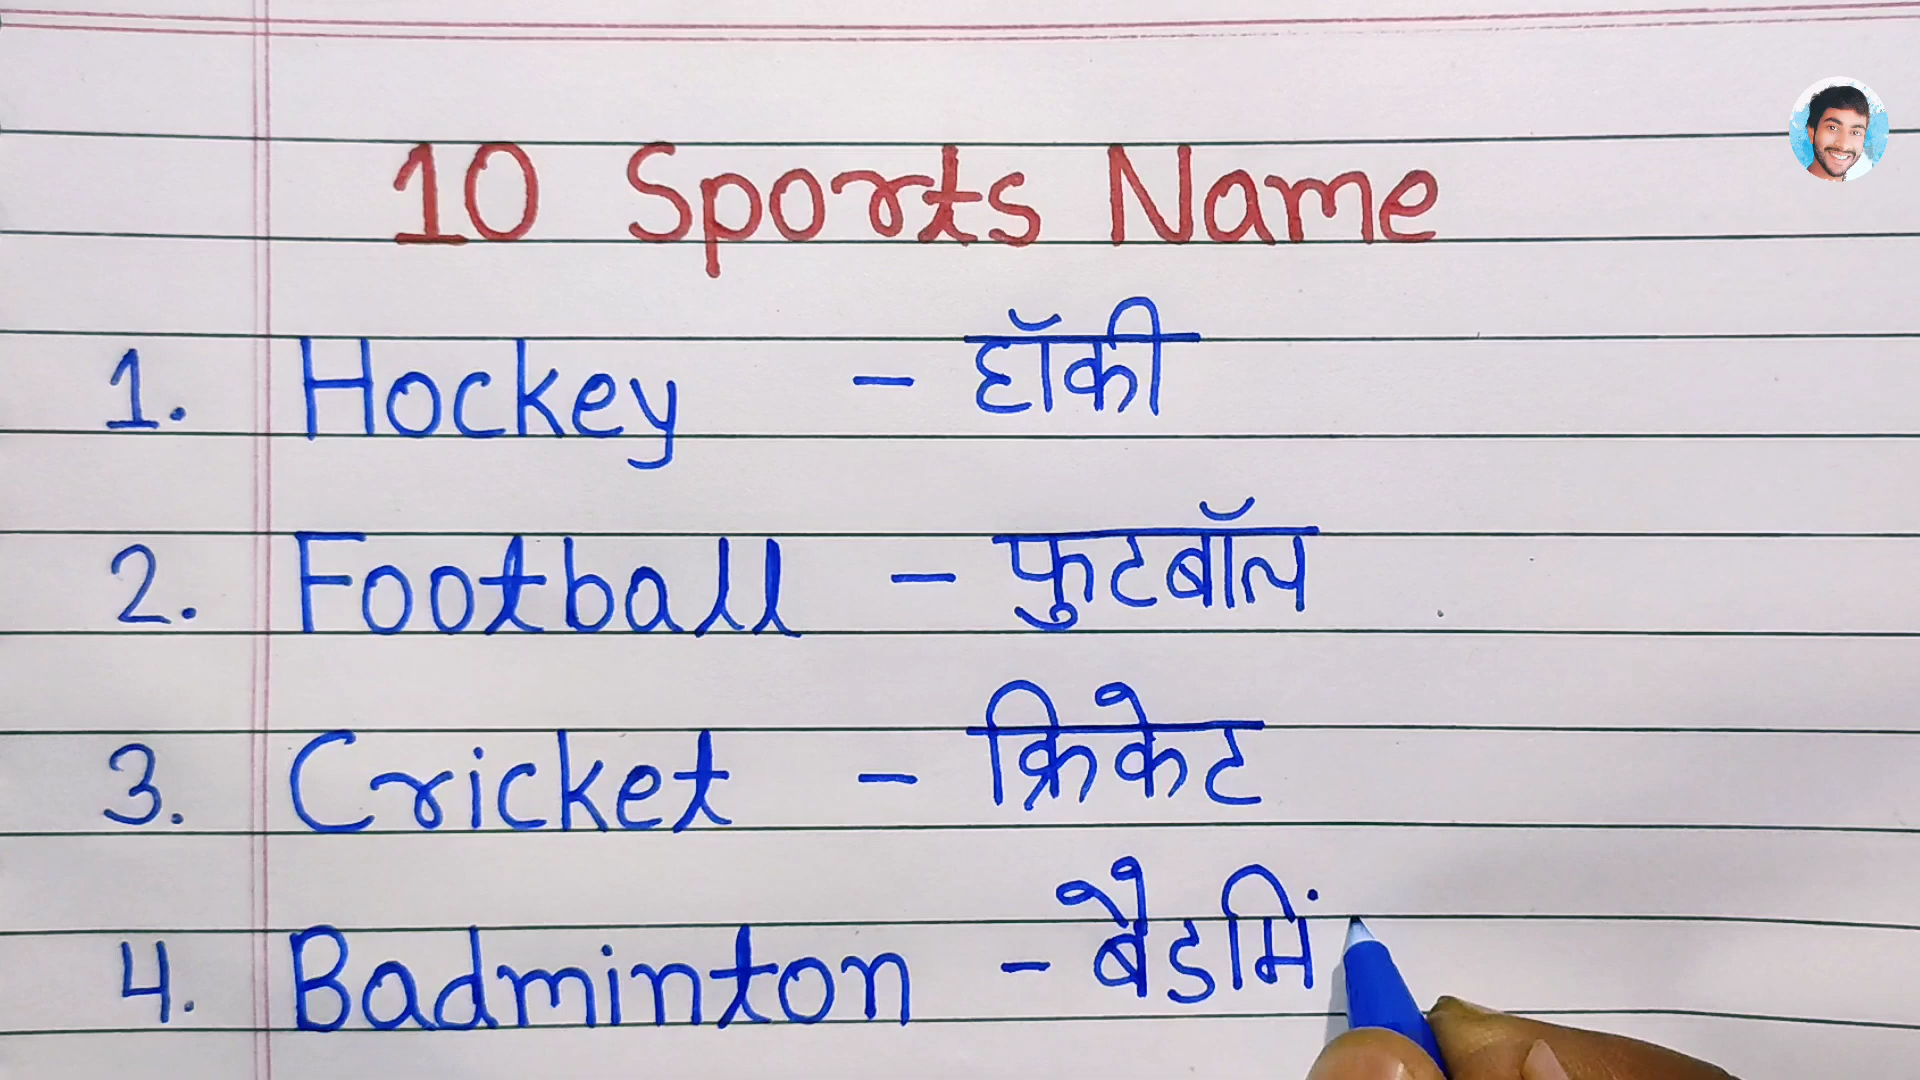 10 Sports Name
1. Hockey - हॉकी
2. Football - फुटबॉल
3. Cricket - क्रिकेट
4. Badminton - बैडमिं